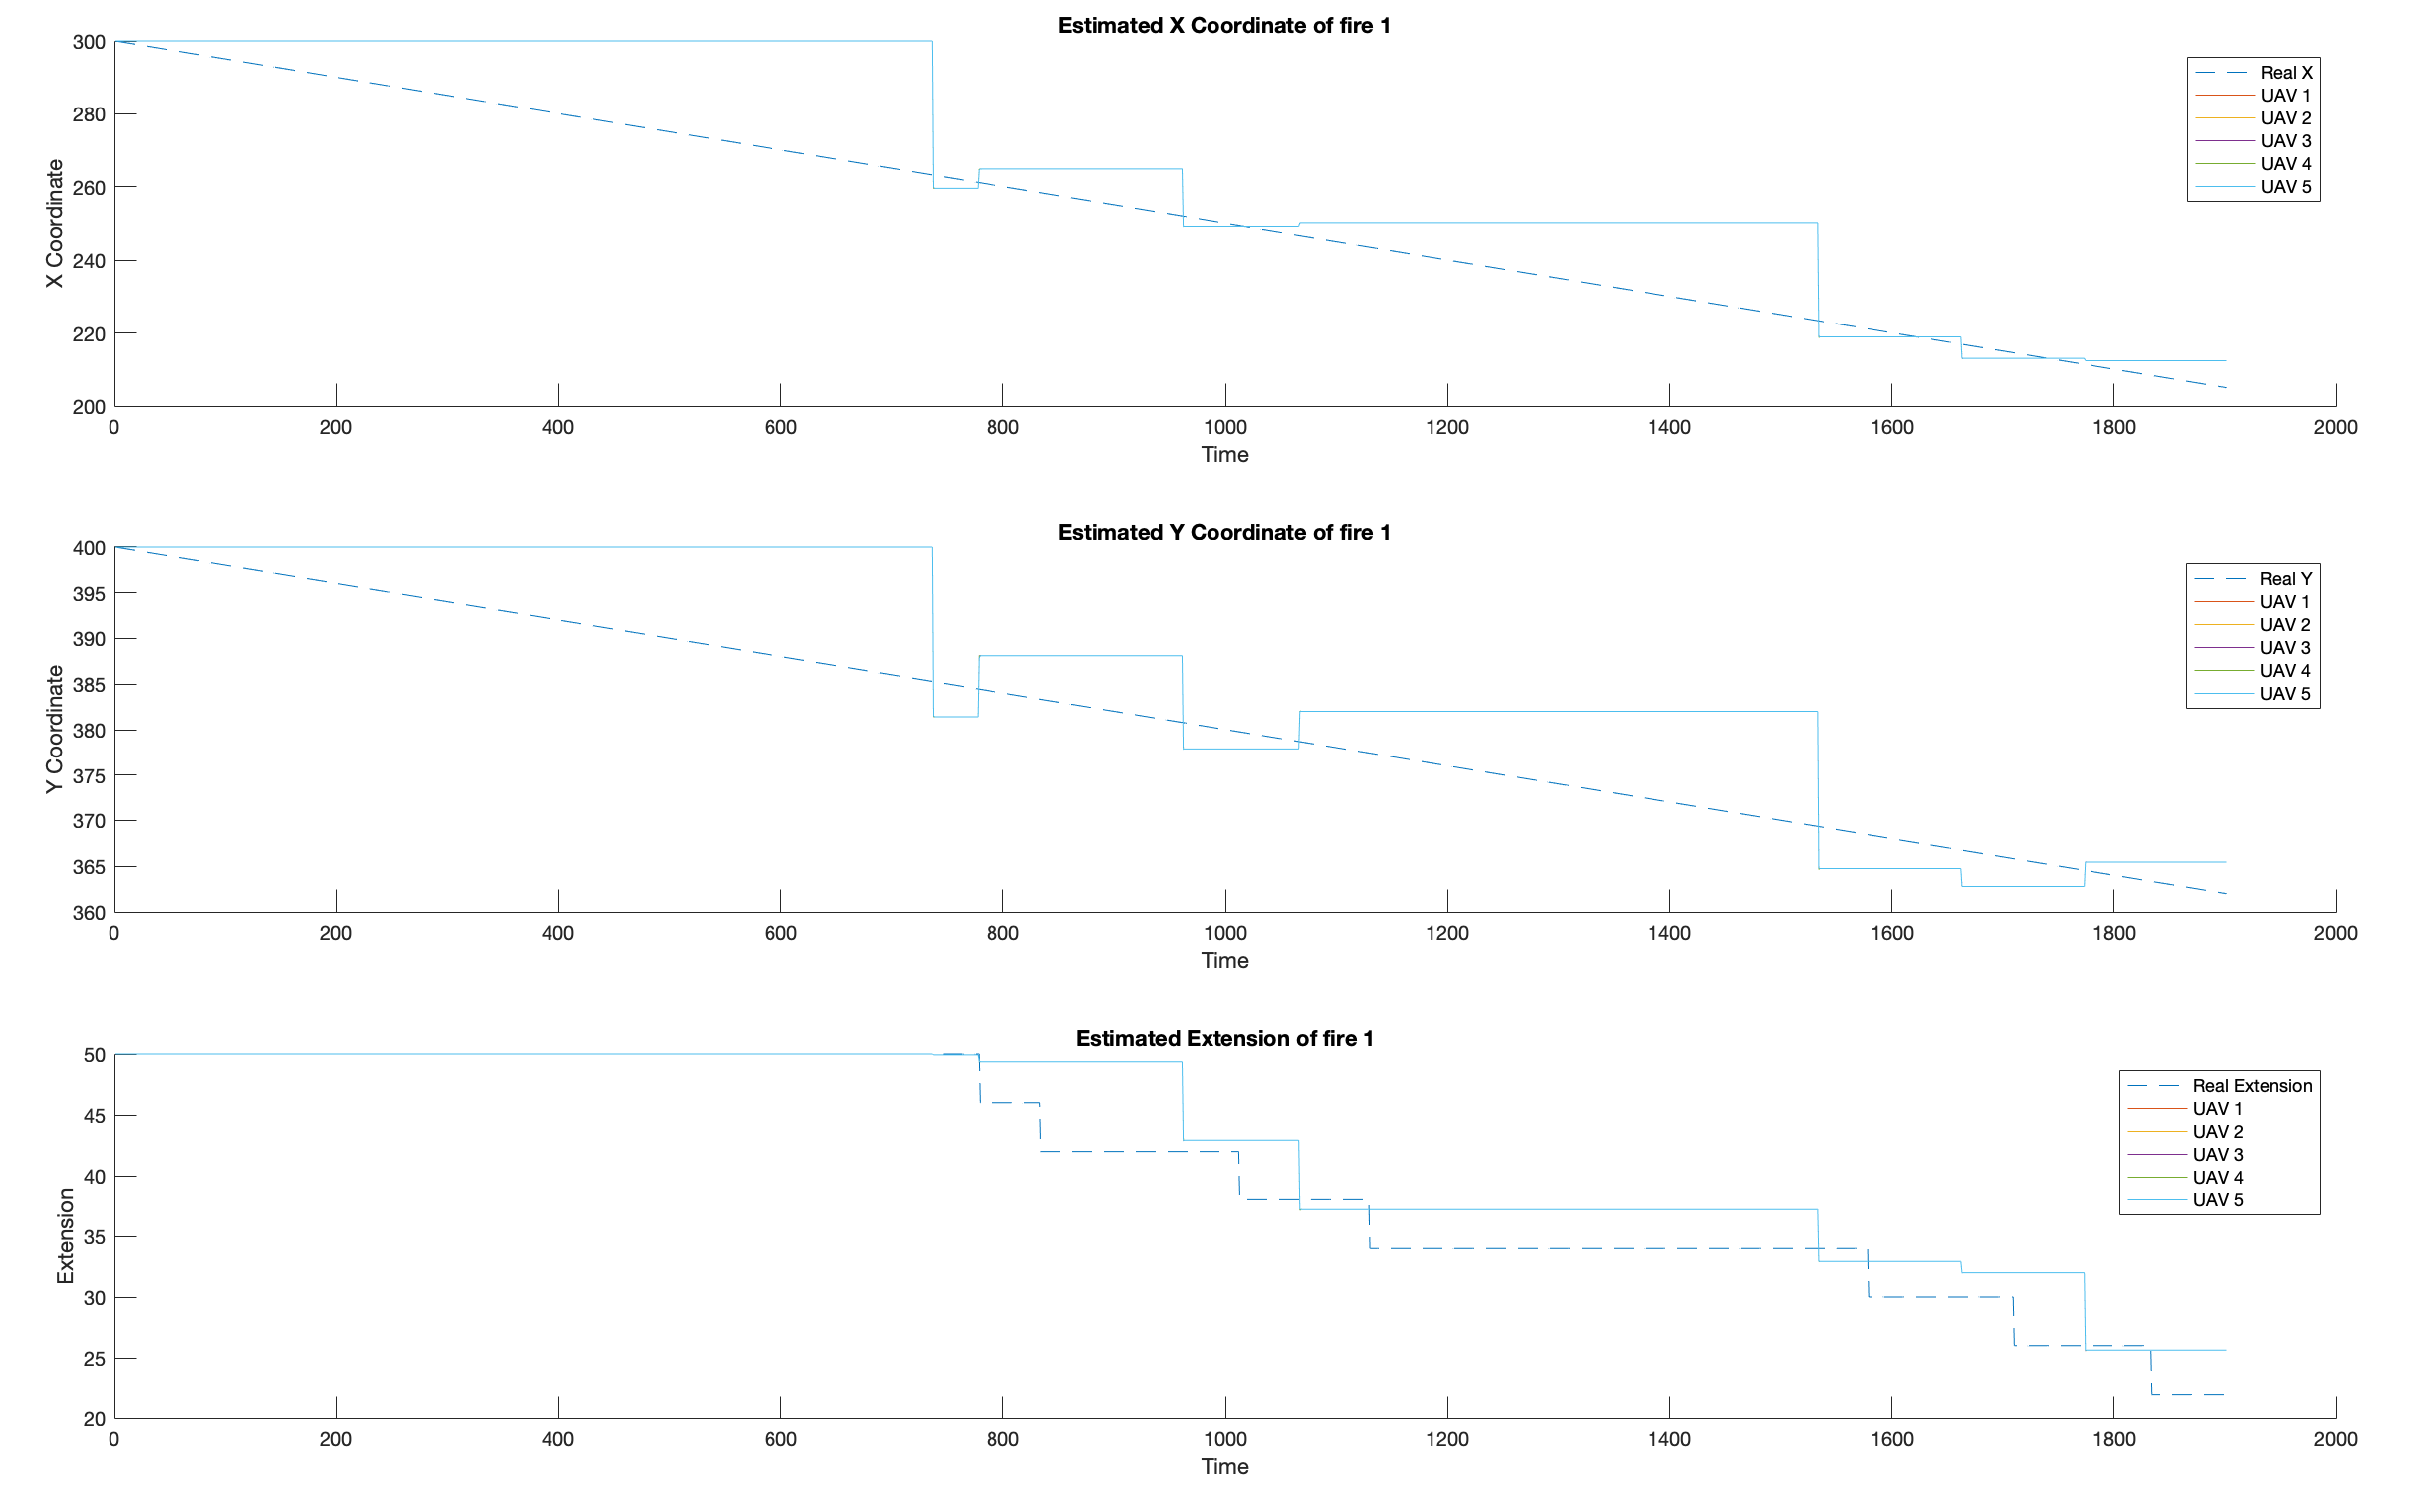 Estimated X Coordinate of fire 1
300
280
260
240
220
200
X Coordinate
0 200 400 600 800 1000 1200 1400 1600 1800 2000
Time
Real X
UAV 1
UAV 2
UAV 3
UAV 4
UAV 5
Estimated Y Coordinate of fire 1
400
395
390
385
380
375
370
365
360
Y Coordinate
0 200 400 600 800 1000 1200 1400 1600 1800 2000
Time
Real Y
UAV 1
UAV 2
UAV 3
UAV 4
UAV 5
Estimated Extension of fire 1
50
45
40
35
30
25
20
Extension
0 200 400 600 800 1000 1200 1400 1600 1800 2000
Time
Real Extension
UAV 1
UAV 2
UAV 3
UAV 4
UAV 5